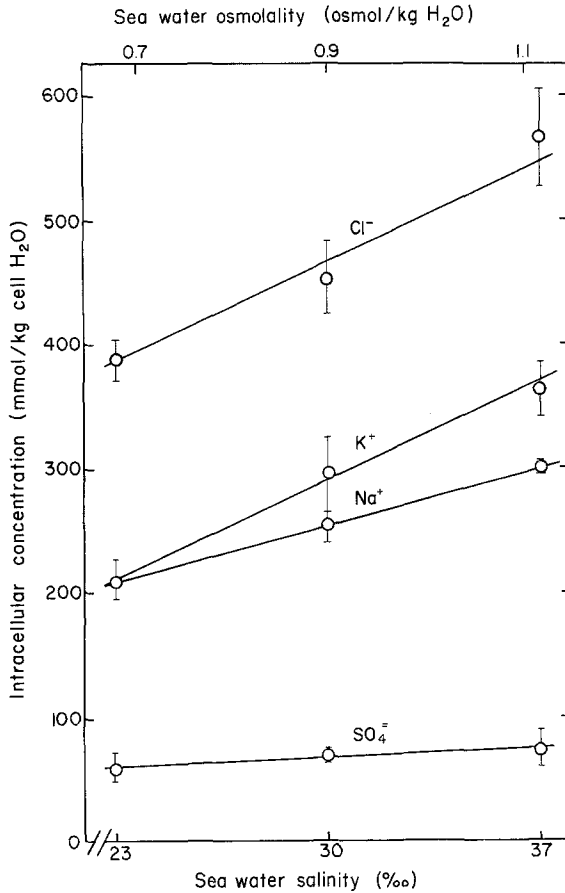 Sea water osmolality (osmol/kg H₂O)
0.7 0.9 1.1
Intracellular concentration (mmol/kg cell H₂O)
600
500
400
300
200
100
0
Cl⁻
K⁺
Na⁺
SO₄⁼
23 30 37
Sea water salinity (‰)